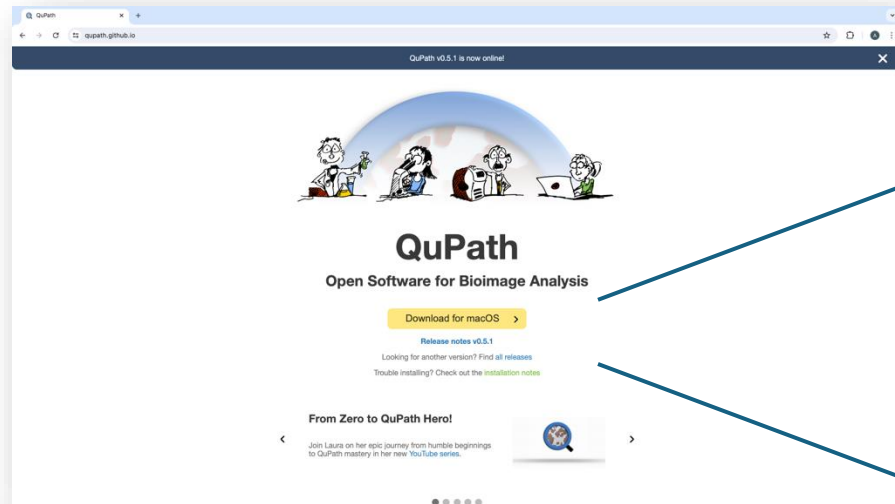 QuPath
qupath.github.io
QuPath v0.5.1 is now online!
QuPath
Open Software for Bioimage Analysis
Download for macOS
Release notes v0.5.1
Looking for another version? Find all releases
Trouble installing? Check out the installation notes
From Zero to QuPath Hero!
Join Laura on her epic journey from humble beginnings
to QuPath mastery in her new YouTube series.